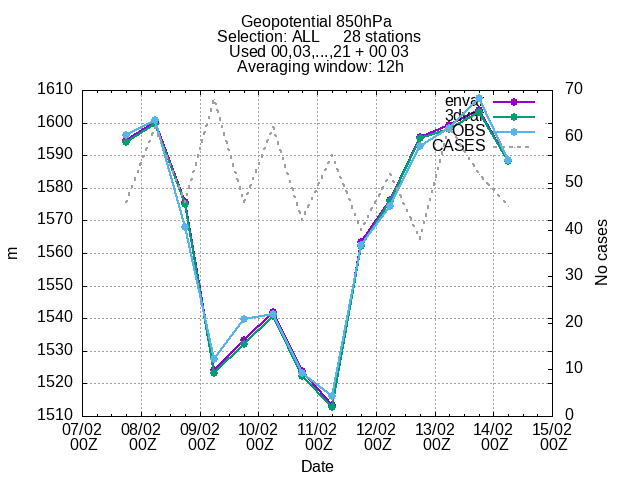 Geopotential 850hPa
Selection: ALL 28 stations
Used 00,03,...,21 + 00 03
Averaging window: 12h
1610
1600
1590
1580
1570
1560
1550
1540
1530
1520
1510
m
70
60
50
40
30
20
10
0
No cases
OBS
CASES
07/02 08/02 09/02 10/02 11/02 12/02 13/02 14/02 15/02
00Z 00Z 00Z 00Z 00Z 00Z 00Z 00Z 00Z
Date